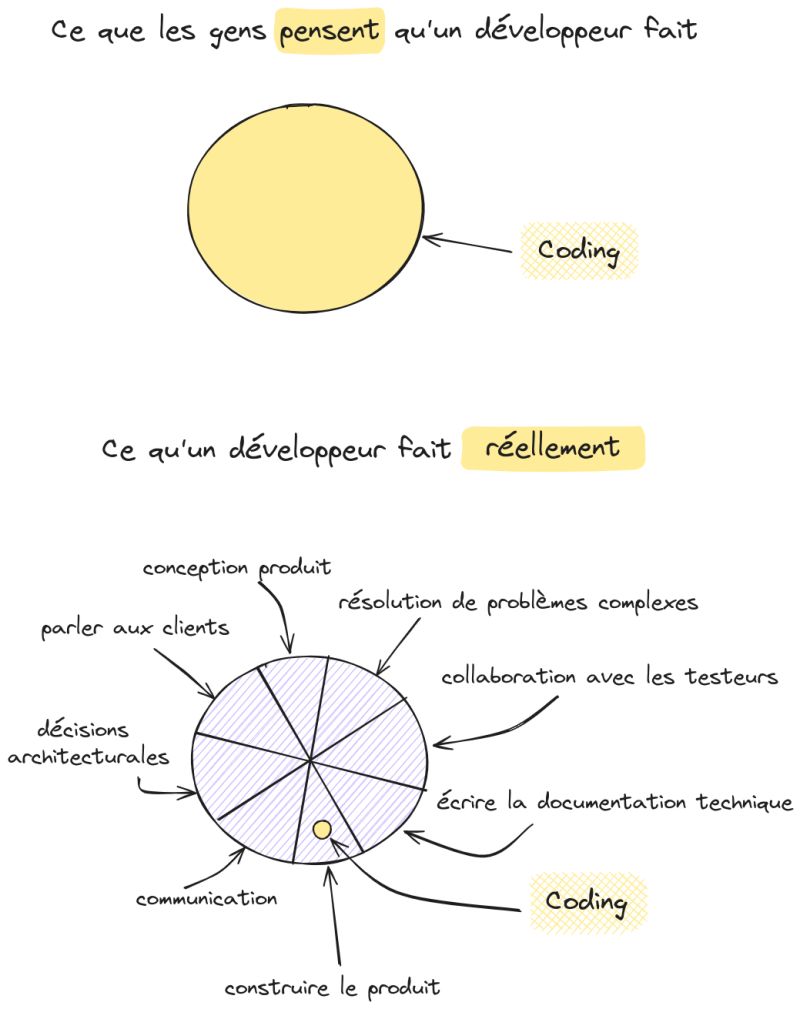 Ce que les gens pensent qu'un développeur fait
Coding
Ce qu'un développeur fait réellement
conception produit
résolution de problèmes complexes
parler aux clients
collaboration avec les testeurs
décisions
architecturales
écrire la documentation technique
communication
Coding
construire le produit